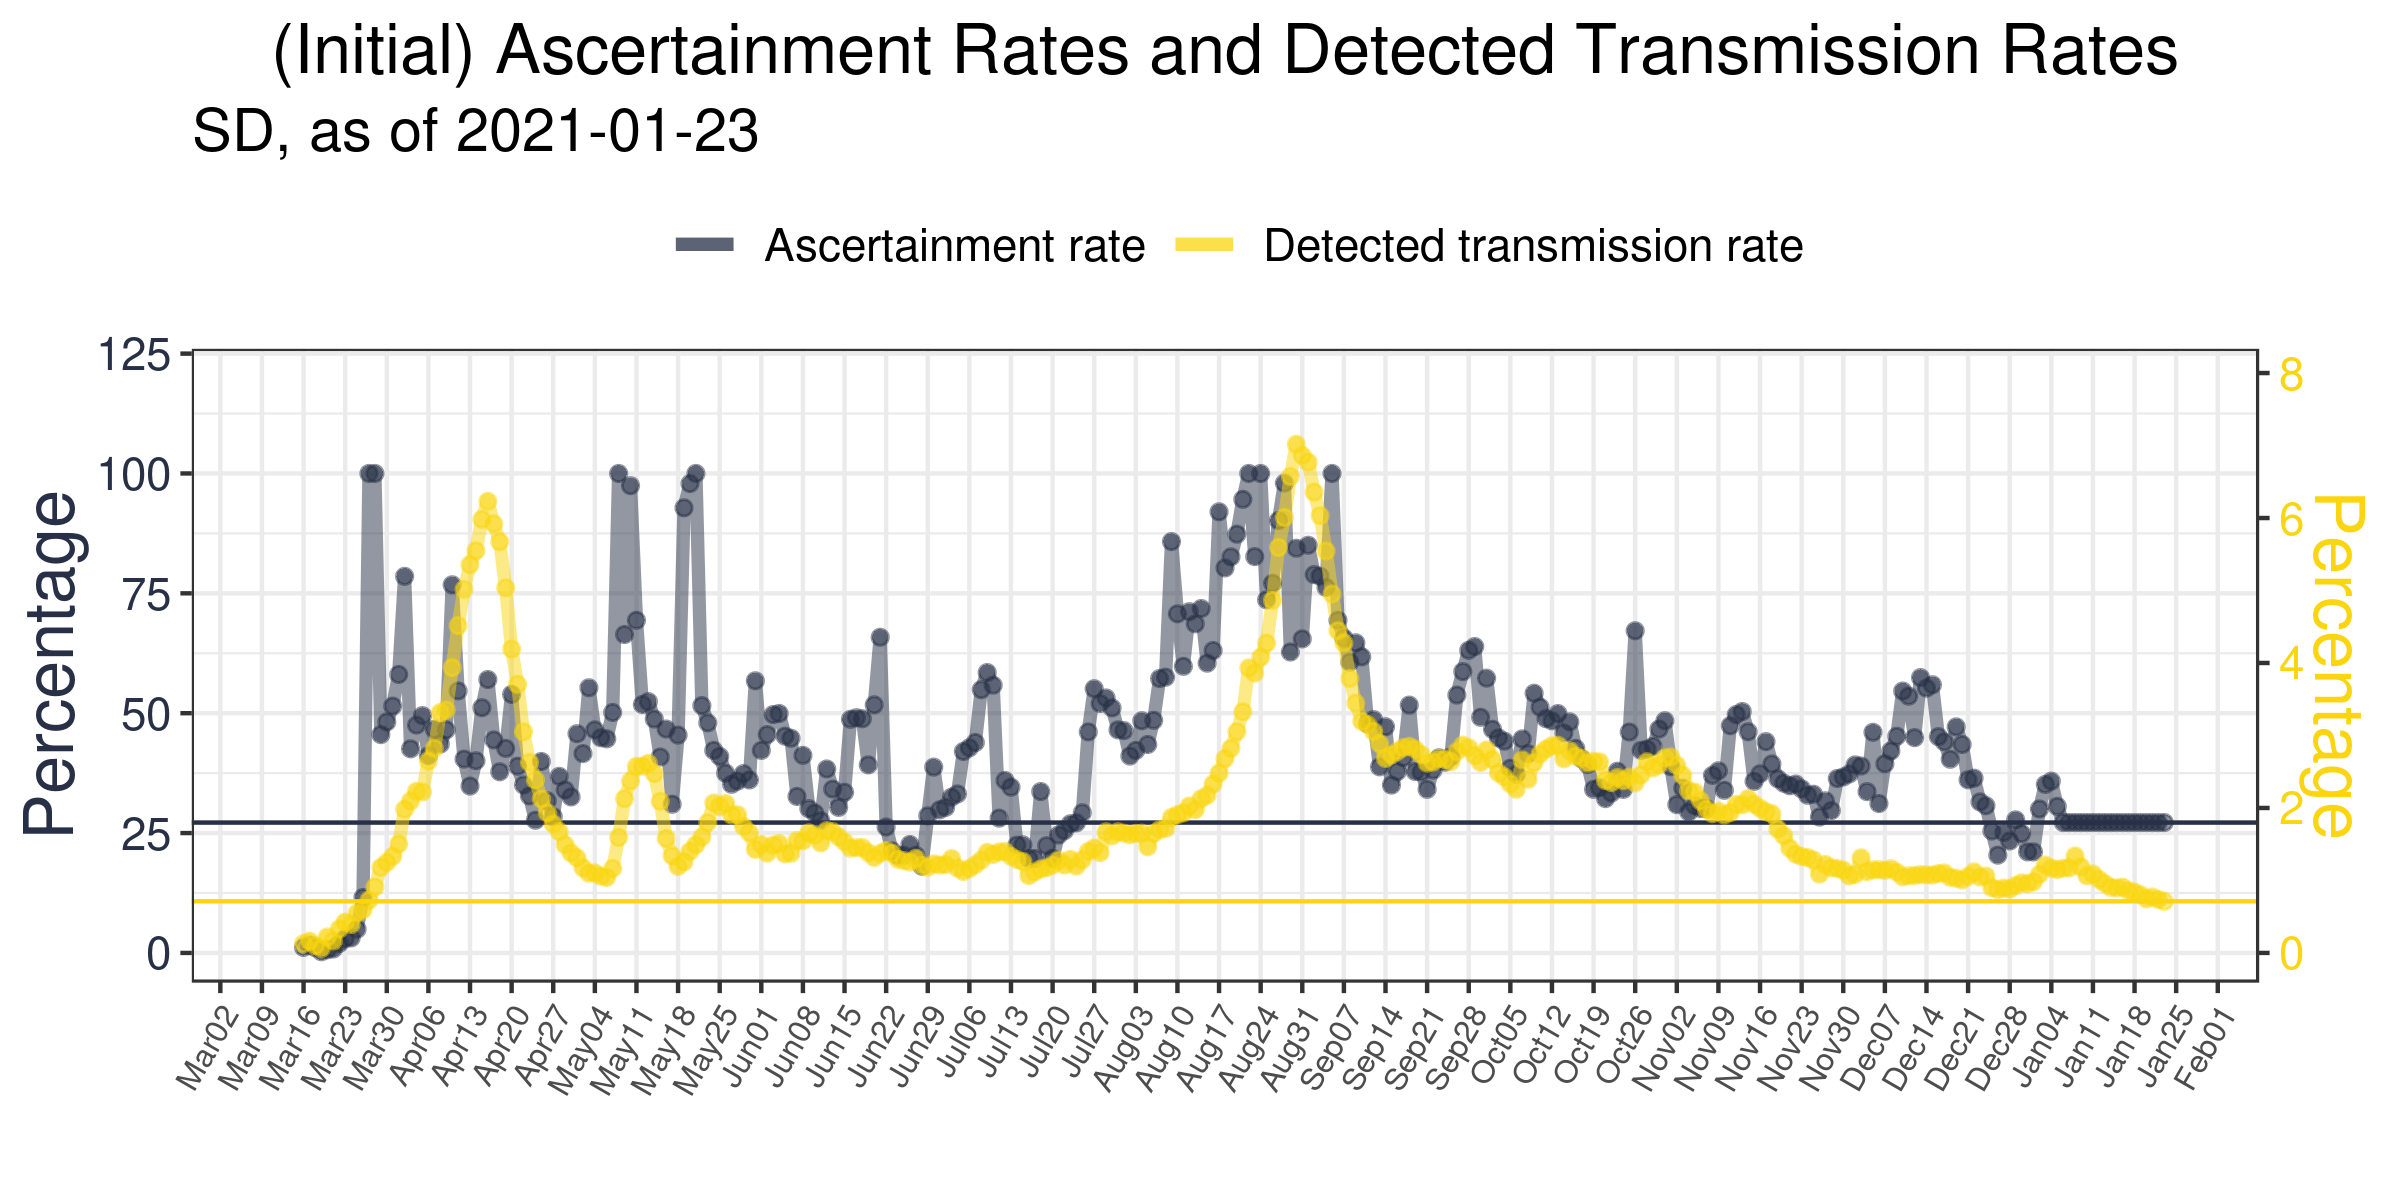 (Initial) Ascertainment Rates and Detected Transmission Rates
SD, as of 2021-01-23
Ascertainment rate Detected transmission rate
Percentage
125
100
75
50
25
0
8
6
4
2
0
Percentage
Mar02 Mar09 Mar16 Mar23 Mar30 Apr06 Apr13 Apr20 Apr27 May04 May11 May18 May25 Jun01 Jun08 Jun15 Jun22 Jun29 Jul06 Jul13 Jul20 Jul27 Aug03 Aug10 Aug17 Aug24 Aug31 Sep07 Sep14 Sep21 Sep28 Oct05 Oct12 Oct19 Oct26 Nov02 Nov09 Nov16 Nov23 Nov30 Dec07 Dec14 Dec21 Dec28 Jan04 Jan11 Jan18 Jan25 Feb01